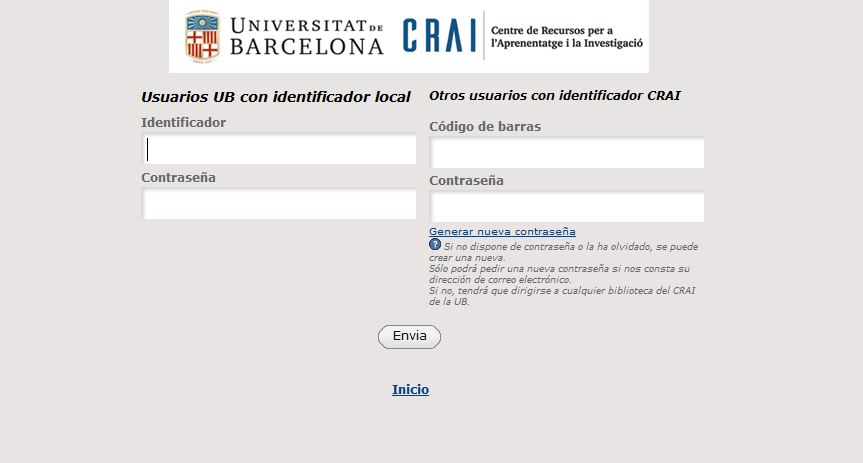 UNIVERSITAT DE
BARCELONA
CRAI
Centre de Recursos per a
l'Aprenentatge i la Investigació
Usuarios UB con identificador local
Identificador
Contraseña
Otros usuarios con identificador CRAI
Código de barras
Contraseña
Generar nueva contraseña
? Si no dispone de contraseña o la ha olvidado, se puede
crear una nueva.
Sólo podrá pedir una nueva contraseña si nos consta su
dirección de correo electrónico.
Si no, tendrá que dirigirse a cualquier biblioteca del CRAI
de la UB.
Envia
Inicio